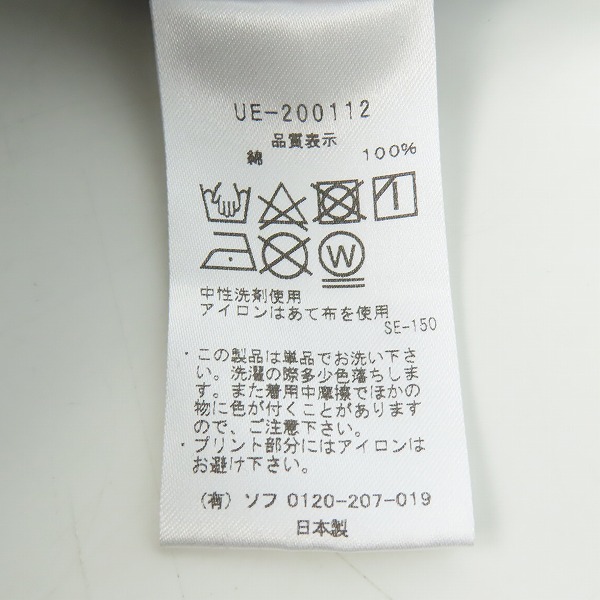 UE-200112
品質表示
綿 100%
W
中性洗剤使用
アイロンはあて布を使用
SE-150
・この製品は単品でお洗い下さ
い。洗濯の際多少色落ちしま
す。また着用中摩擦でほかの
物に色が付くことがあります
ので、ご注意下さい。
・プリント部分にはアイロンは
お避け下さい。
(有) ソフ 0120-207-019
日本製